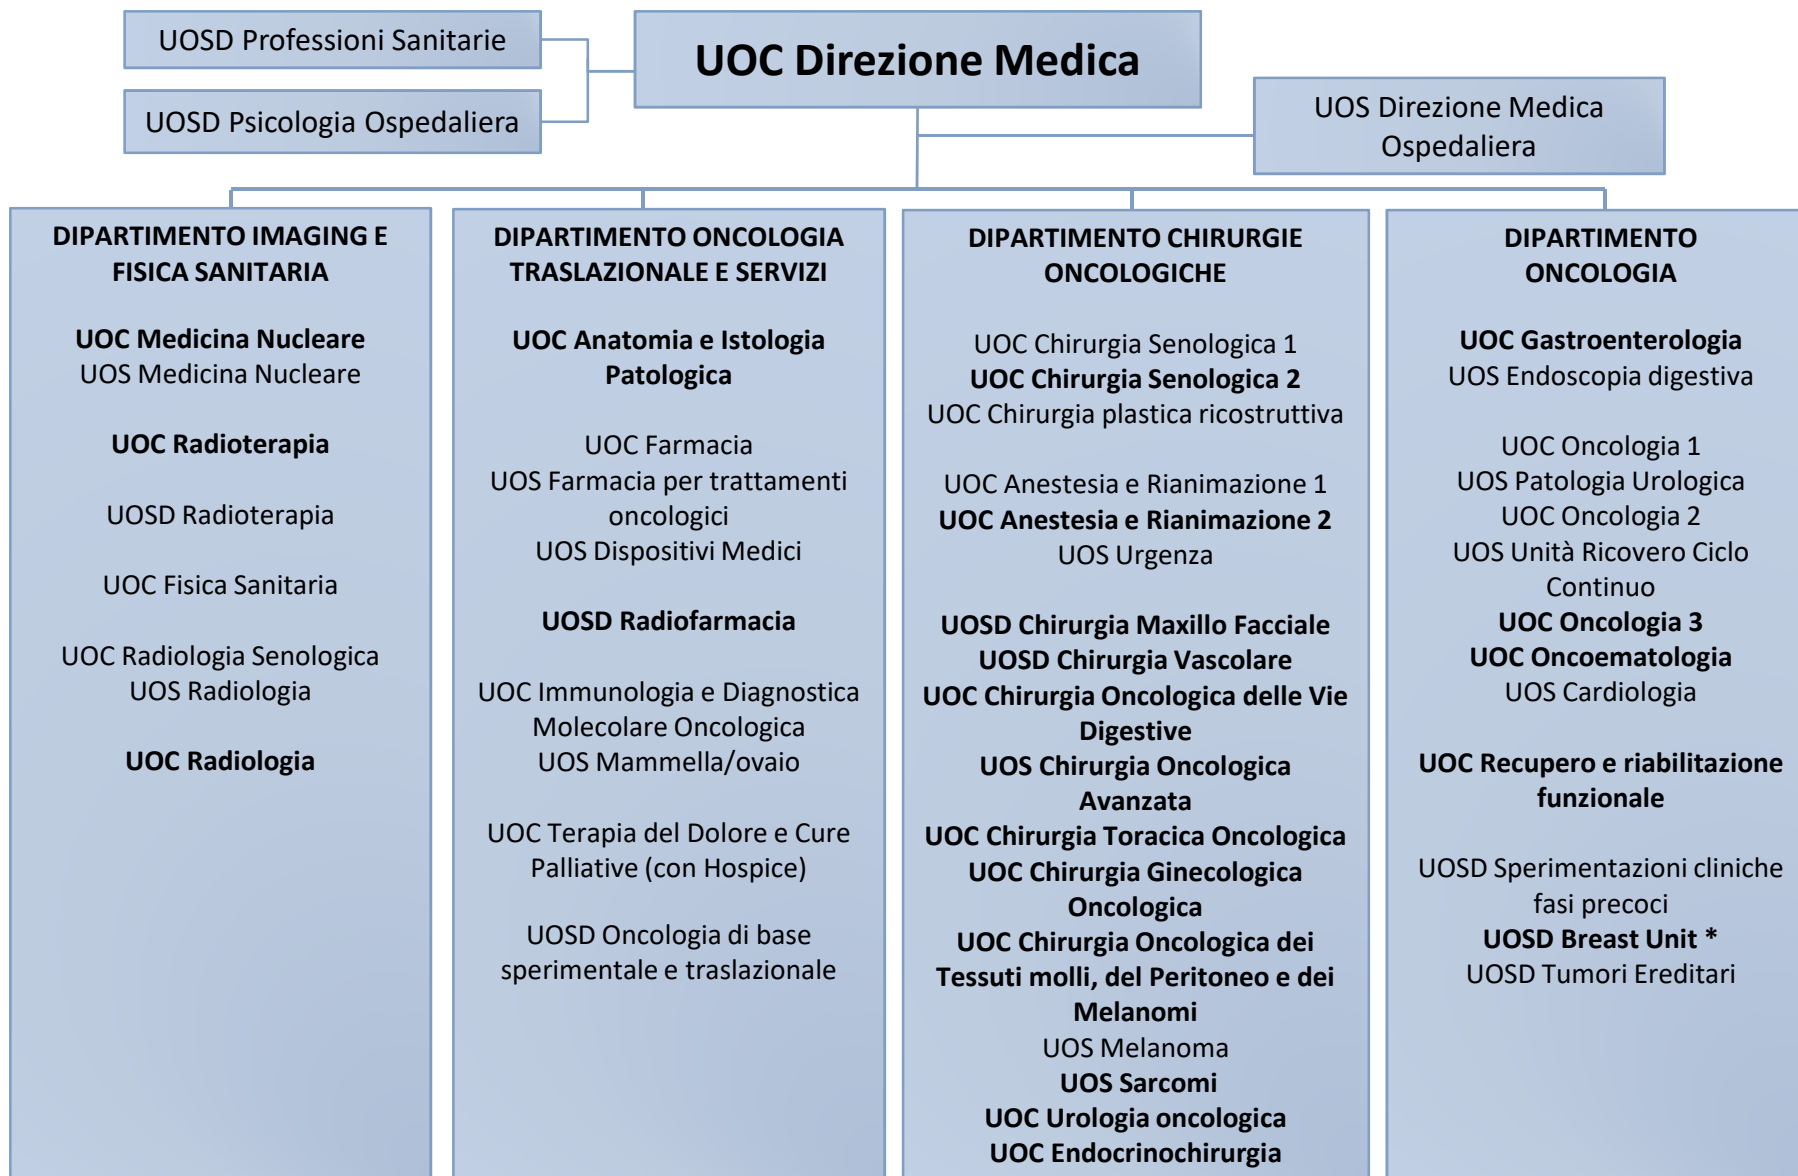 UOSD Professioni Sanitarie
UOC Direzione Medica
UOSD Psicologia Ospedaliera
UOS Direzione Medica
Ospedaliera
DIPARTIMENTO IMAGING E
FISICA SANITARIA
UOC Medicina Nucleare
UOS Medicina Nucleare
UOC Radioterapia
UOSD Radioterapia
UOC Fisica Sanitaria
UOC Radiologia Senologica
UOS Radiologia
UOC Radiologia
DIPARTIMENTO ONCOLOGIA
TRASLAZIONALE E SERVIZI
UOC Anatomia e Istologia
Patologica
UOC Farmacia
UOS Farmacia per trattamenti
oncologici
UOS Dispositivi Medici
UOSD Radiofarmacia
UOC Immunologia e Diagnostica
Molecolare Oncologica
UOS Mammella/ovaio
UOC Terapia del Dolore e Cure
Palliative (con Hospice)
UOSD Oncologia di base
sperimentale e traslazionale
DIPARTIMENTO CHIRURGIE
ONCOLOGICHE
UOC Chirurgia Senologica 1
UOC Chirurgia Senologica 2
UOC Chirurgia plastica ricostruttiva
UOC Anestesia e Rianimazione 1
UOC Anestesia e Rianimazione 2
UOS Urgenza
UOSD Chirurgia Maxillo Facciale
UOSD Chirurgia Vascolare
UOC Chirurgia Oncologica delle Vie
Digestive
UOS Chirurgia Oncologica
Avanzata
UOC Chirurgia Toracica Oncologica
UOC Chirurgia Ginecologica
Oncologica
UOC Chirurgia Oncologica dei
Tessuti molli, del Peritoneo e dei
Melanomi
UOS Melanoma
UOS Sarcomi
UOC Urologia oncologica
UOC Endocrinochirurgia
DIPARTIMENTO
ONCOLOGIA
UOC Gastroenterologia
UOS Endoscopia digestiva
UOC Oncologia 1
UOS Patologia Urologica
UOC Oncologia 2
UOS Unità Ricovero Ciclo
Continuo
UOC Oncologia 3
UOC Oncoematologia
UOS Cardiologia
UOC Recupero e riabilitazione
funzionale
UOSD Sperimentazioni cliniche
fasi precoci
UOSD Breast Unit *
UOSD Tumori Ereditari